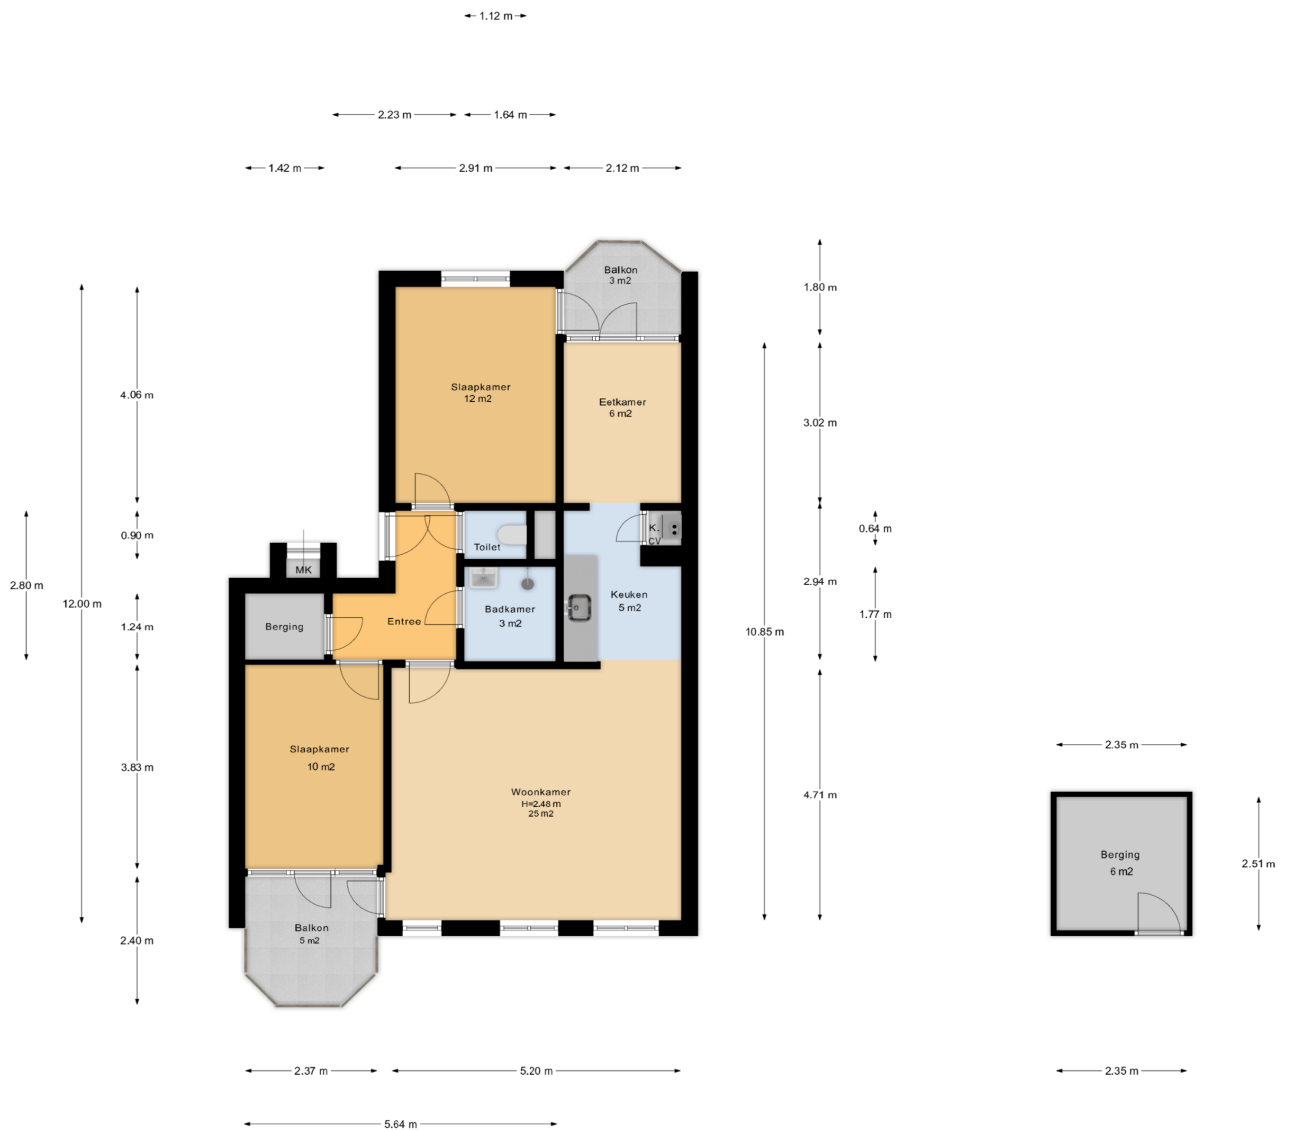 1.12 m
2.23 m
1.64 m
1.42 m
2.91 m
2.12 m
Balkon
3 m2
1.80 m
Slaapkamer
12 m2
4.06 m
Eetkamer
6 m2
3.02 m
0.90 m
Toilet
K.
CV
0.64 m
MK
2.80 m
12.00 m
1.24 m
Berging
Entree
Badkamer
3 m2
Keuken
5 m2
2.94 m
1.77 m
10.85 m
Slaapkamer
10 m2
3.83 m
Woonkamer
H=2.48 m
25 m2
4.71 m
2.35 m
Berging
6 m2
2.51 m
Balkon
5 m2
2.40 m
2.37 m
5.20 m
2.35 m
5.64 m